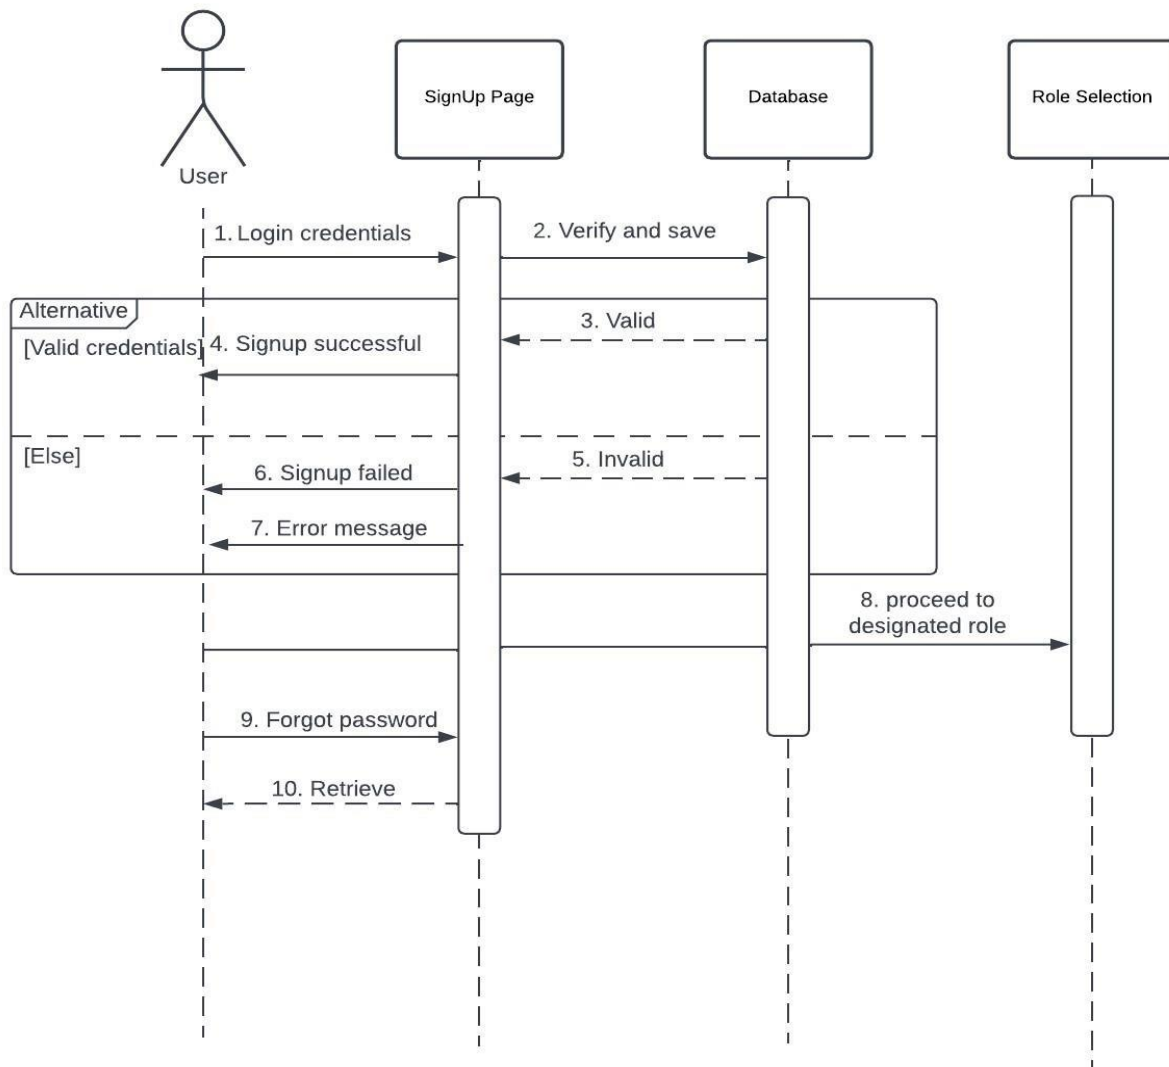 SignUp Page
Database
Role Selection
User
1. Login credentials
2. Verify and save
Alternative
3. Valid
[Valid credentials]
4. Signup successful
[Else]
5. Invalid
6. Signup failed
7. Error message
8. proceed to
designated role
9. Forgot password
10. Retrieve